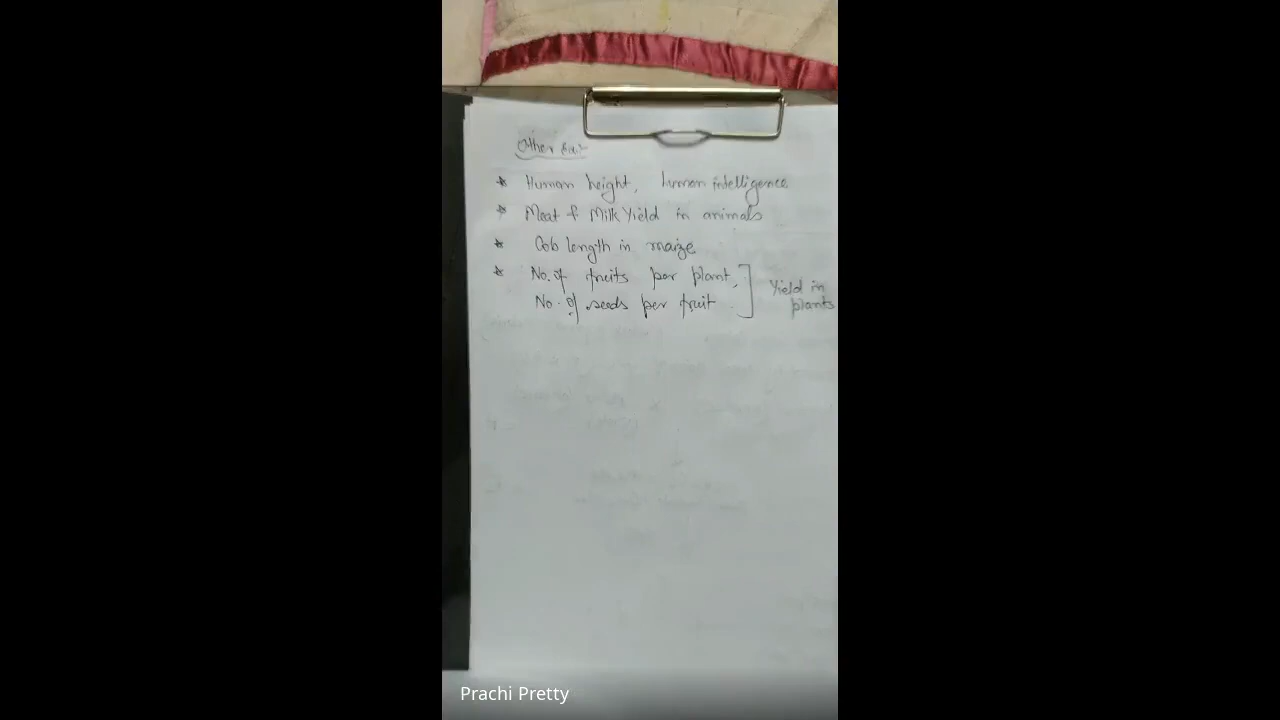 Other Ex:-
* Human height, human intelligence
* Meat & Milk Yield in animals
* Cob length in maize
* No. of fruits per plant,
No. of seeds per fruit
Yield in
plants
Prachi Pretty